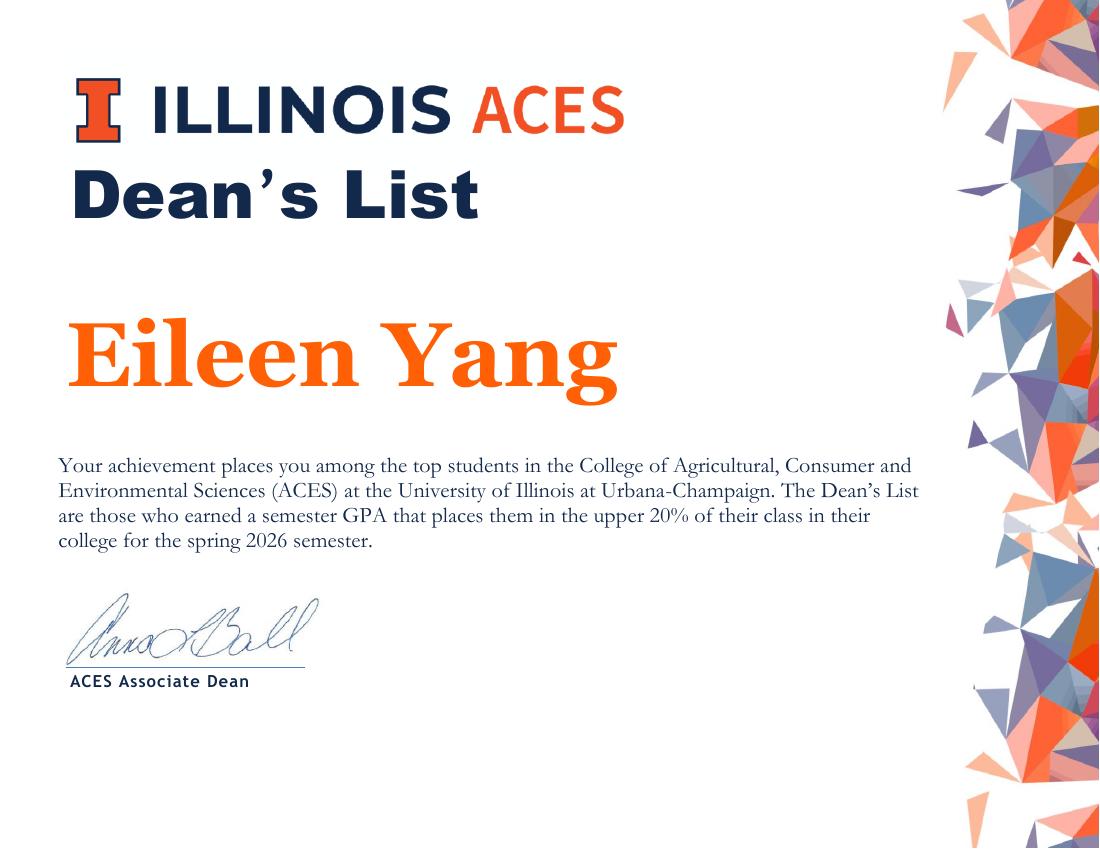 I ILLINOIS ACES
Dean's List
Eileen Yang
Your achievement places you among the top students in the College of Agricultural, Consumer and
Environmental Sciences (ACES) at the University of Illinois at Urbana-Champaign. The Dean's List
are those who earned a semester GPA that places them in the upper 20% of their class in their
college for the spring 2026 semester.
Anna L Ball
ACES Associate Dean